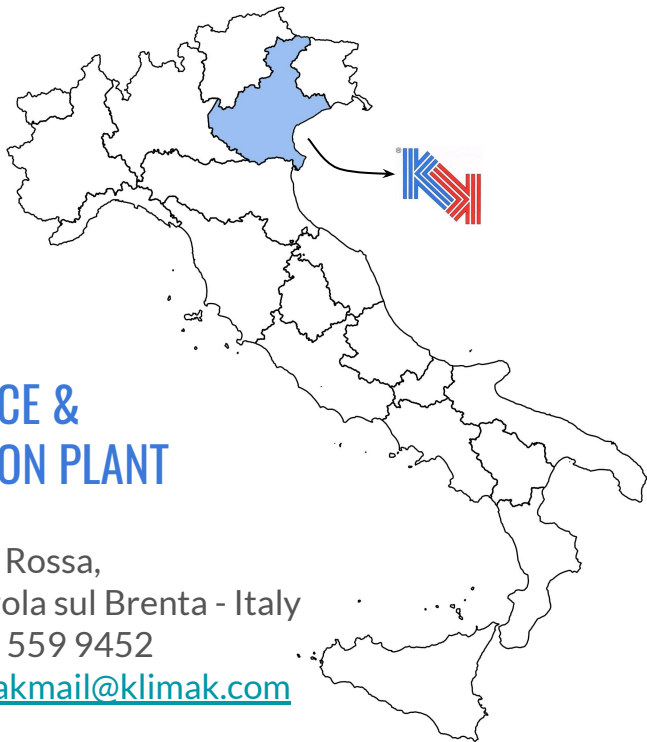 CE &
ON PLANT
Rossa,
ola sul Brenta - Italy
559 9452
akmail@klimak.com
®